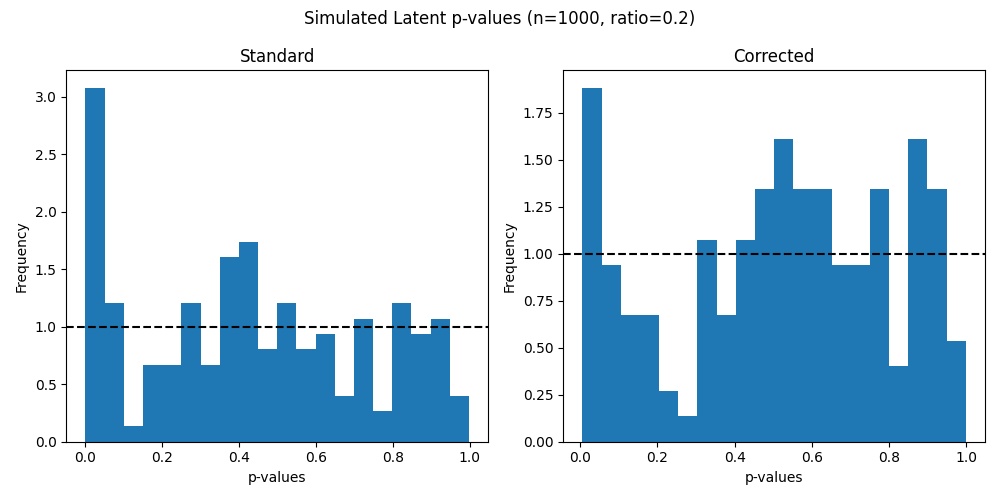 Simulated Latent p-values (n=1000, ratio=0.2)
Standard
Frequency
3.0
2.5
2.0
1.5
1.0
0.5
0.0
0.0 0.2 0.4 0.6 0.8 1.0
p-values
Corrected
Frequency
1.75
1.50
1.25
1.00
0.75
0.50
0.25
0.00
0.0 0.2 0.4 0.6 0.8 1.0
p-values